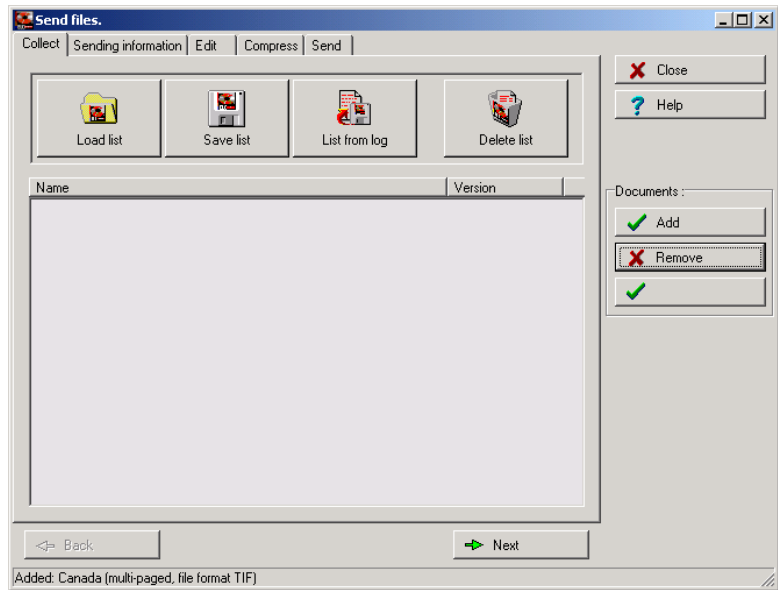 Send files.
Collect Sending information Edit Compress Send
Close
Help
Load list Save list List from log Delete list
Name Version
Documents :
Add
Remove
Back Next
Added: Canada (multi-paged, file format TIF)